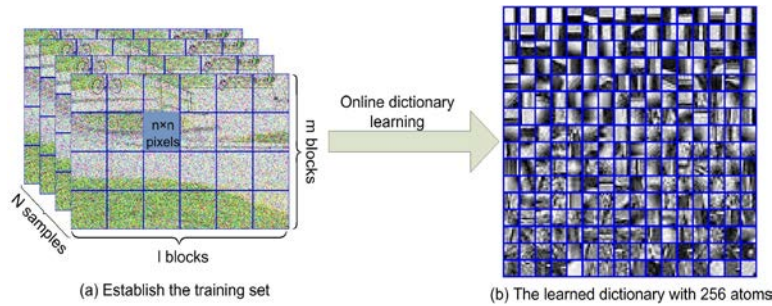 n×n
pixels
m blocks
N samples
l blocks
(a) Establish the training set
Online dictionary
learning
(b) The learned dictionary with 256 atoms